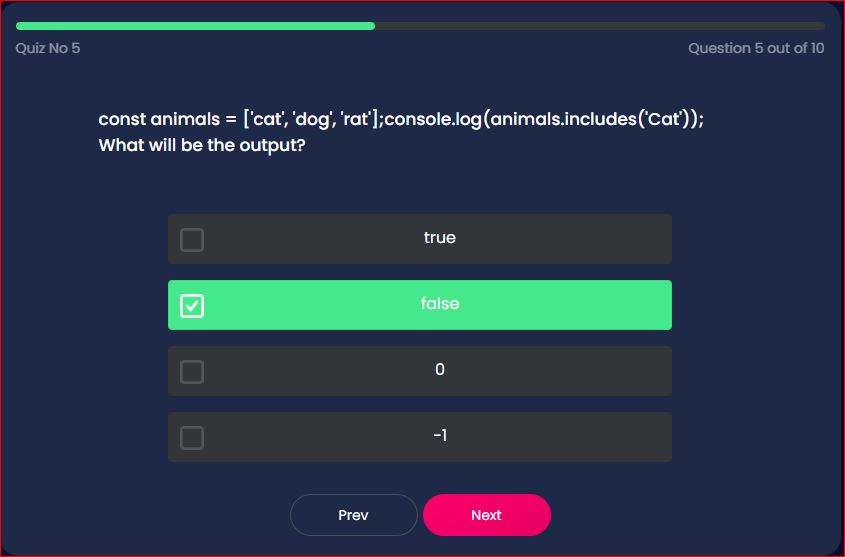 Quiz No 5
Question 5 out of 10
const animals = ['cat', 'dog', 'rat'];console.log(animals.includes('Cat'));
What will be the output?
true
false
0
-1
Prev
Next